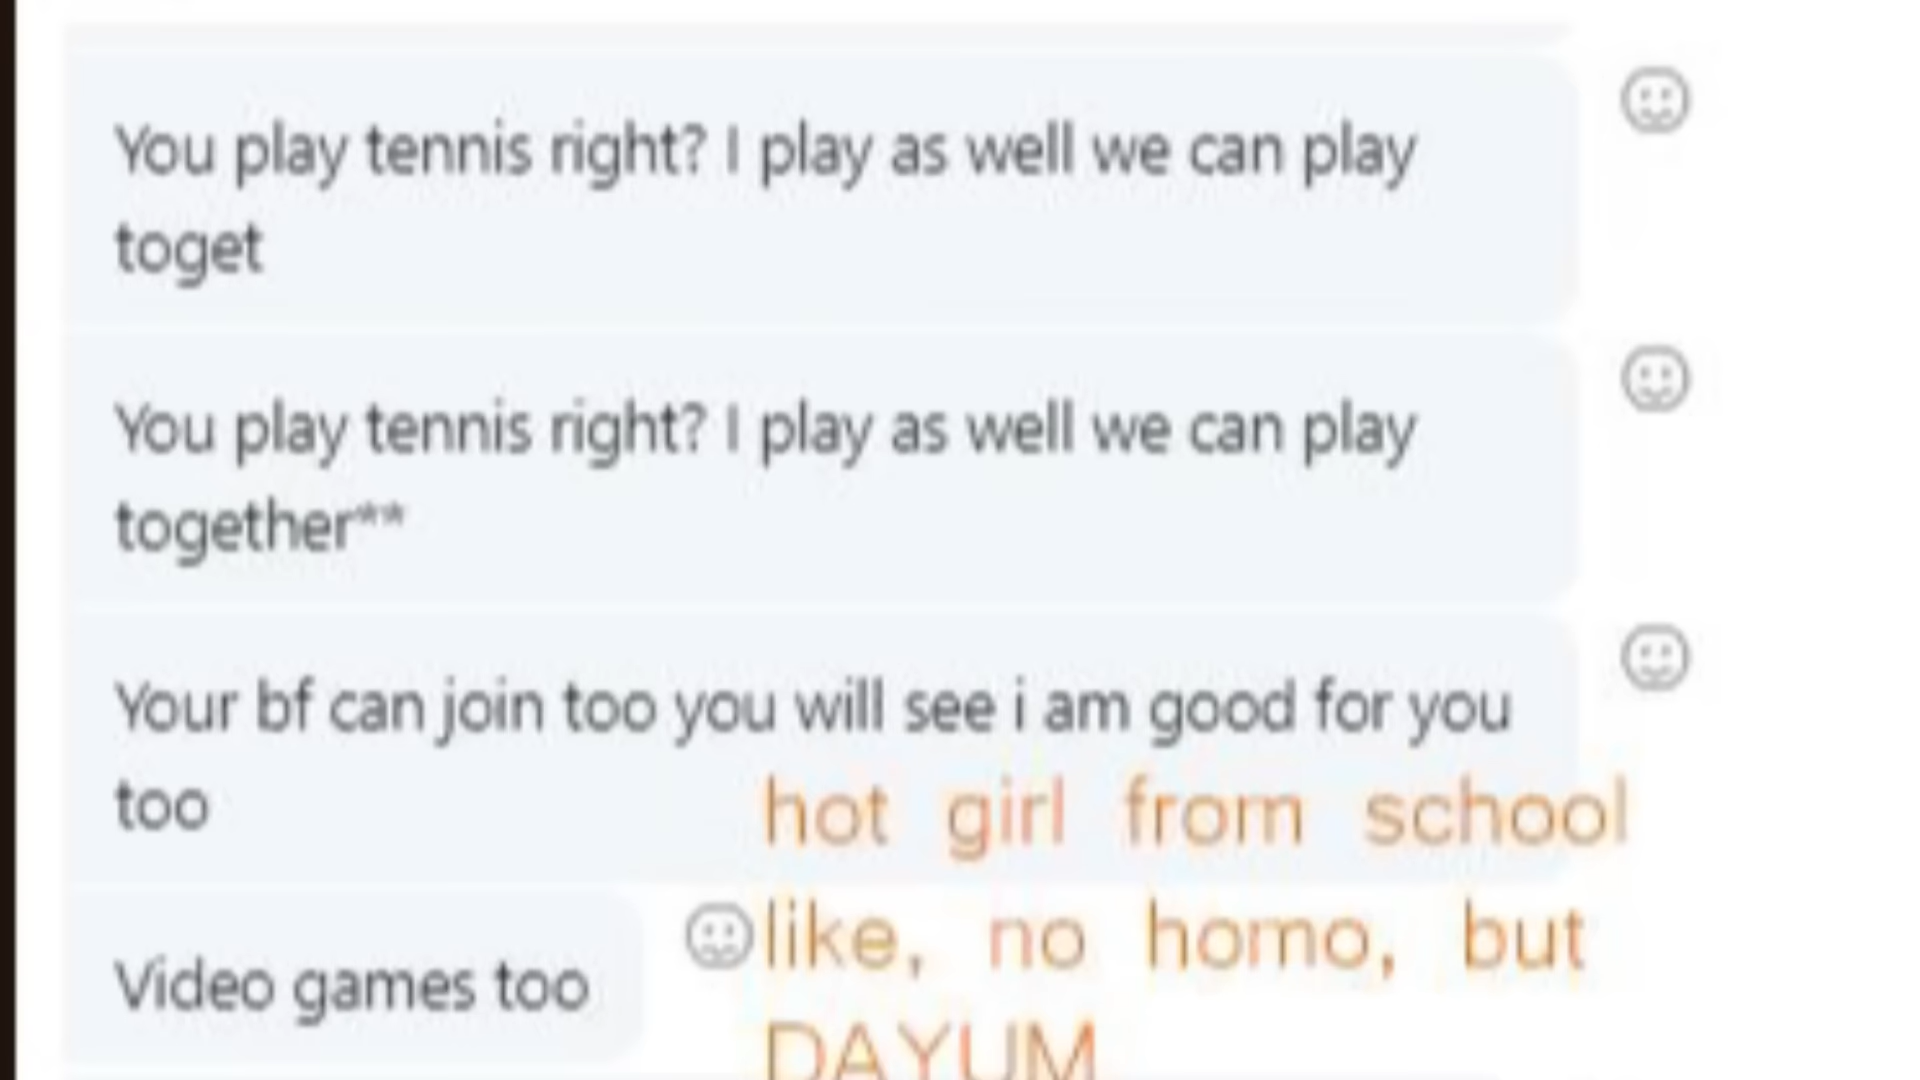 You play tennis right? I play as well we can play
toget
You play tennis right? I play as well we can play
together**
Your bf can join too you will see i am good for you
too
hot girl from school
like, no homo, but
DAYUM
Video games too